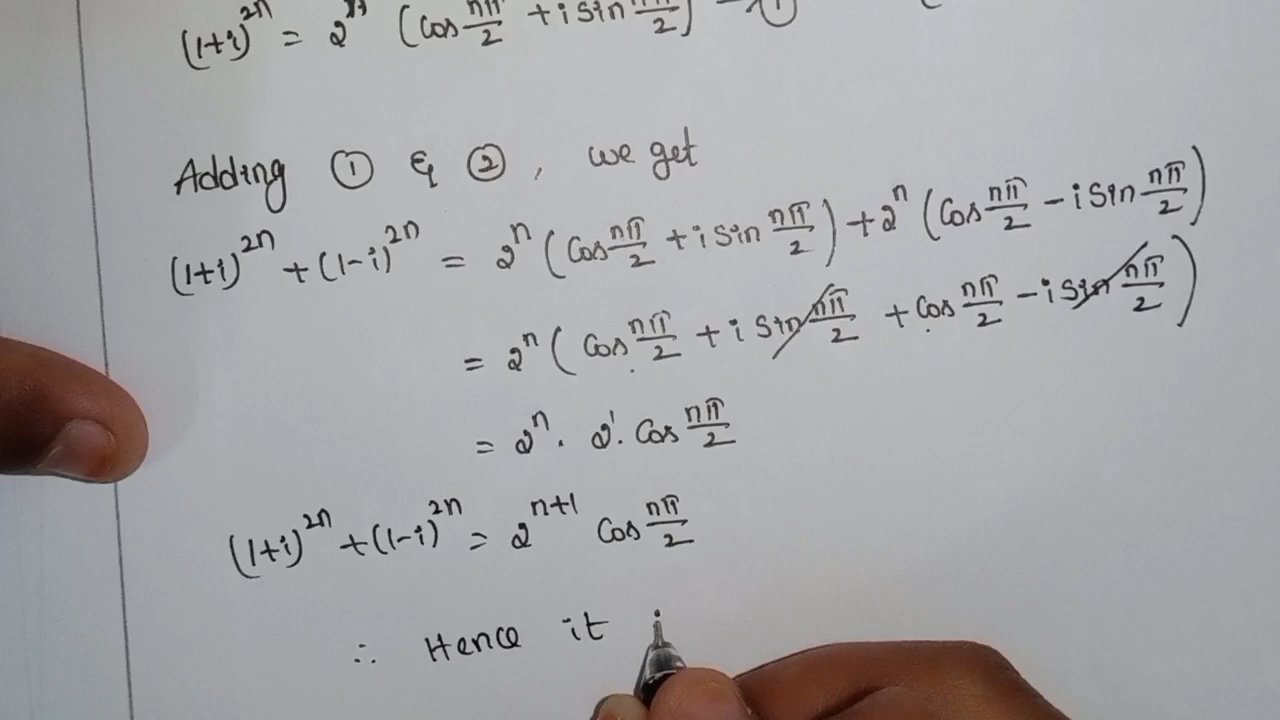 (1+i)^2n = 2^n (Cos nπ/2 + i Sin nπ/2) → ①
Adding ① & ②, we get
(1+i)^2n + (1-i)^2n = 2^n (Cos nπ/2 + i Sin nπ/2) + 2^n (Cos nπ/2 - i Sin nπ/2)
= 2^n (Cos nπ/2 + i Sin nπ/2 + Cos nπ/2 - i Sin nπ/2)
= 2^n . 2^1 . Cos nπ/2
(1+i)^2n + (1-i)^2n = 2^n+1 Cos nπ/2
∴ Hence it i